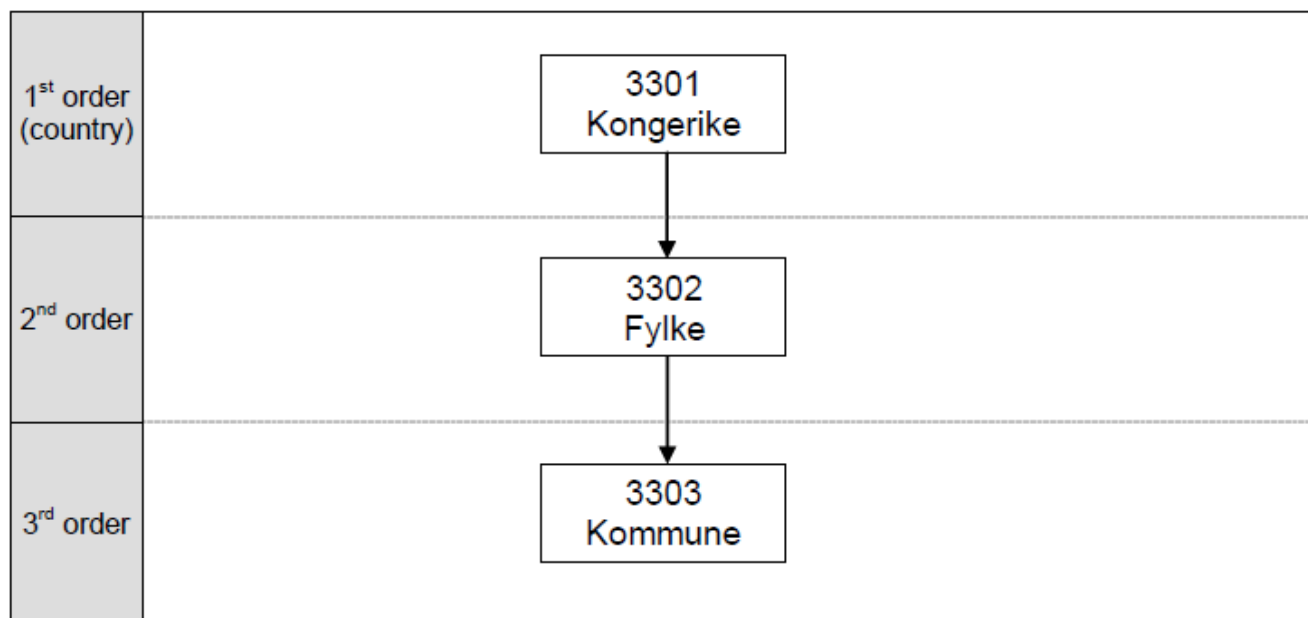 1st order
(country)
3301
Kongerike
2nd order
3302
Fylke
3rd order
3303
Kommune